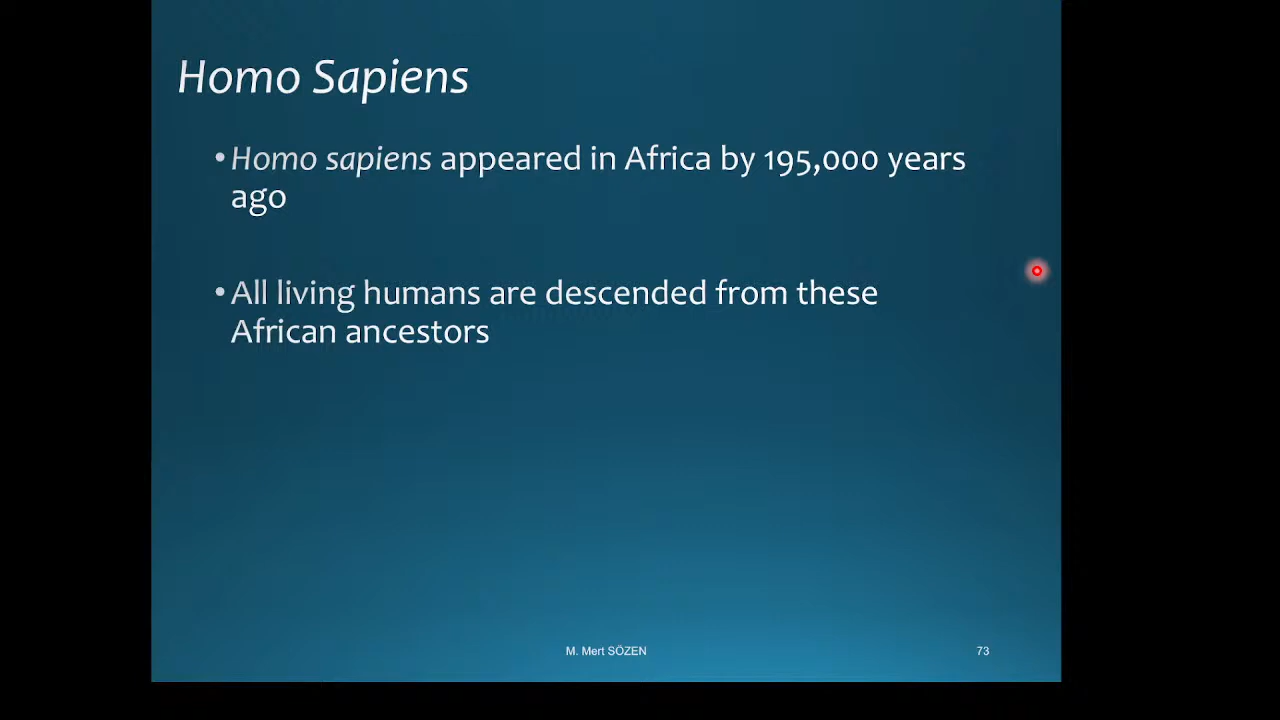 Homo Sapiens
•Homo sapiens appeared in Africa by 195,000 years
ago
•All living humans are descended from these
African ancestors
M. Mert SÖZEN
73